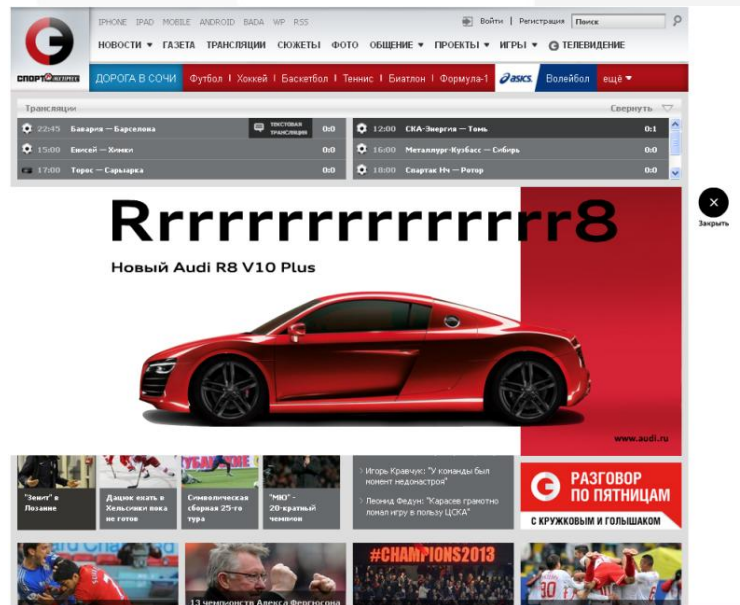 IPHONE IPAD MOBILE ANDROID BADA WP RSS
Войти | Регистрация Поиск
НОВОСТИ ГАЗЕТА ТРАНСЛЯЦИИ СЮЖЕТЫ ФОТО ОБЩЕНИЕ ПРОЕКТЫ ИГРЫ ТЕЛЕВИДЕНИЕ
СПОРТ ЭКСПРЕСС
ДОРОГА В СОЧИ Футбол | Хоккей | Баскетбол | Теннис | Биатлон | Формула-1 asics. Волейбол ещё
Трансляции Свернуть
22:45 Бавария — Барселона ТЕКСТОВАЯ ТРАНСЛЯЦИЯ 0:0
12:00 СКА-Энергия — Томь 0:1
15:00 Енисей — Химки 0:0
16:00 Металлург-Кузбасс — Сибирь 0:0
17:00 Торос — Сарыарка 0:0
18:00 Спартак Нч — Ротор 0:0
Закрыть
Rrrrrrrrrrrrrrr8
Новый Audi R8 V10 Plus
www.audi.ru
"Зенит" в
Лозанне
Дацюк ехать в
Хельсинки пока
не готов
Символическая
сборная 25-го
тура
"МЮ" -
20-кратный
чемпион
Игорь Кравчук: "У команды был
момент недонастроя"
Леонид Федун: "Карасев грамотно
ломал игру в пользу ЦСКА"
РАЗГОВОР
ПО ПЯТНИЦАМ
С КРУЖКОВЫМ И ГОЛЫШАКОМ
#CHAMPIONS2013
13 чемпионств Алекса Фергюсона
30